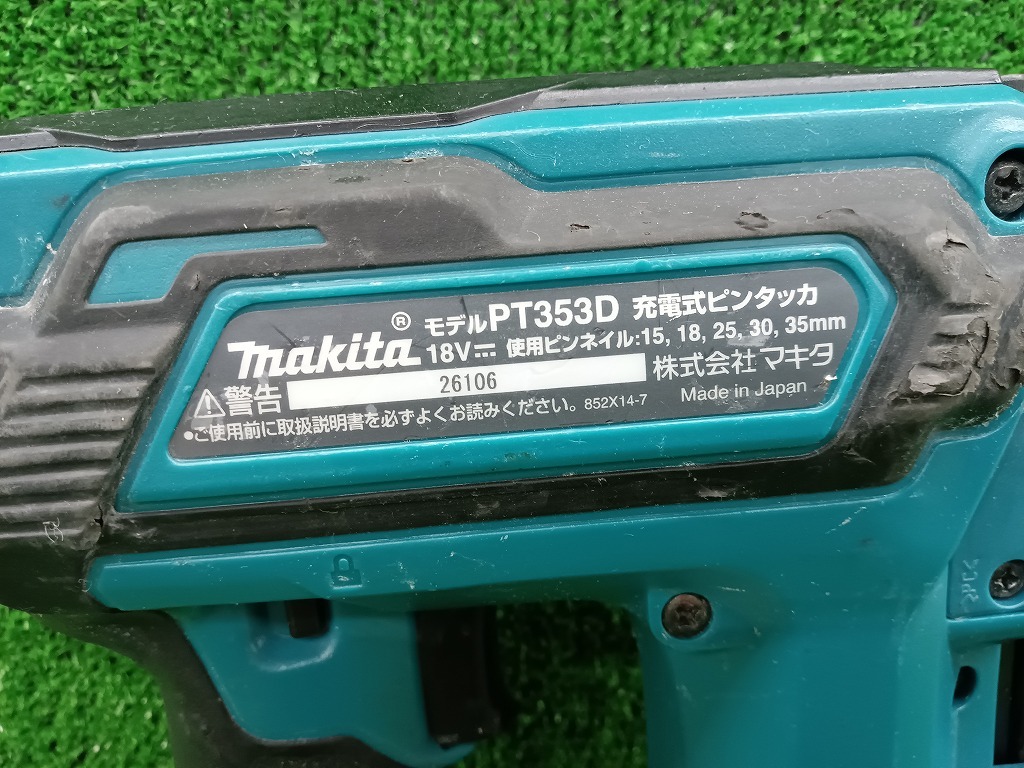 makita® モデルPT353D 充電式ピンタッカ
18V⎓ 使用ピンネイル:15, 18, 25, 30, 35mm
⚠警告 26106 株式会社マキタ
●ご使用前に取扱説明書を必ずよくお読みください。 852X14-7 Made in Japan